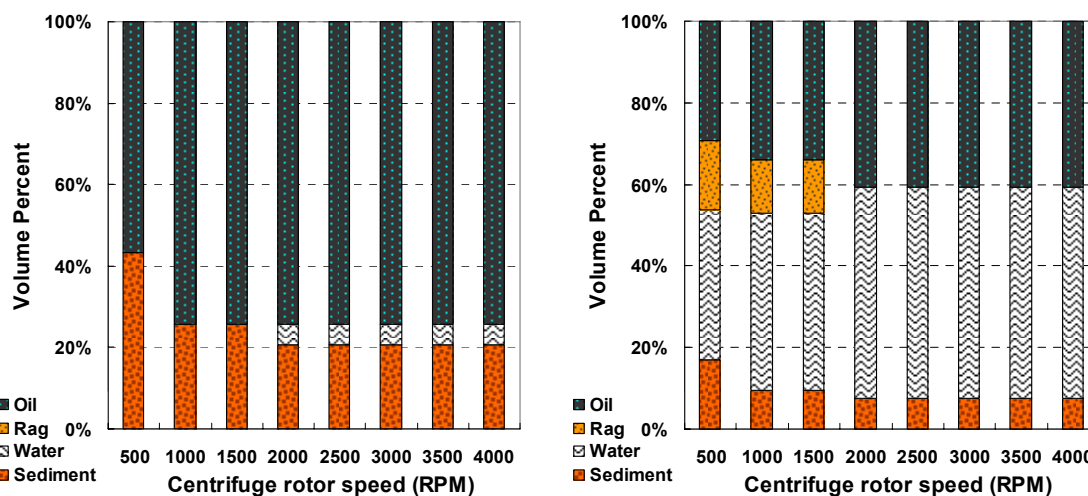 100%
80%
60%
40%
20%
0%
Volume Percent
500 1000 1500 2000 2500 3000 3500 4000
Centrifuge rotor speed (RPM)
Oil
Rag
Water
Sediment
100%
80%
60%
40%
20%
0%
Volume Percent
500 1000 1500 2000 2500 3000 3500 4000
Centrifuge rotor speed (RPM)
Oil
Rag
Water
Sediment